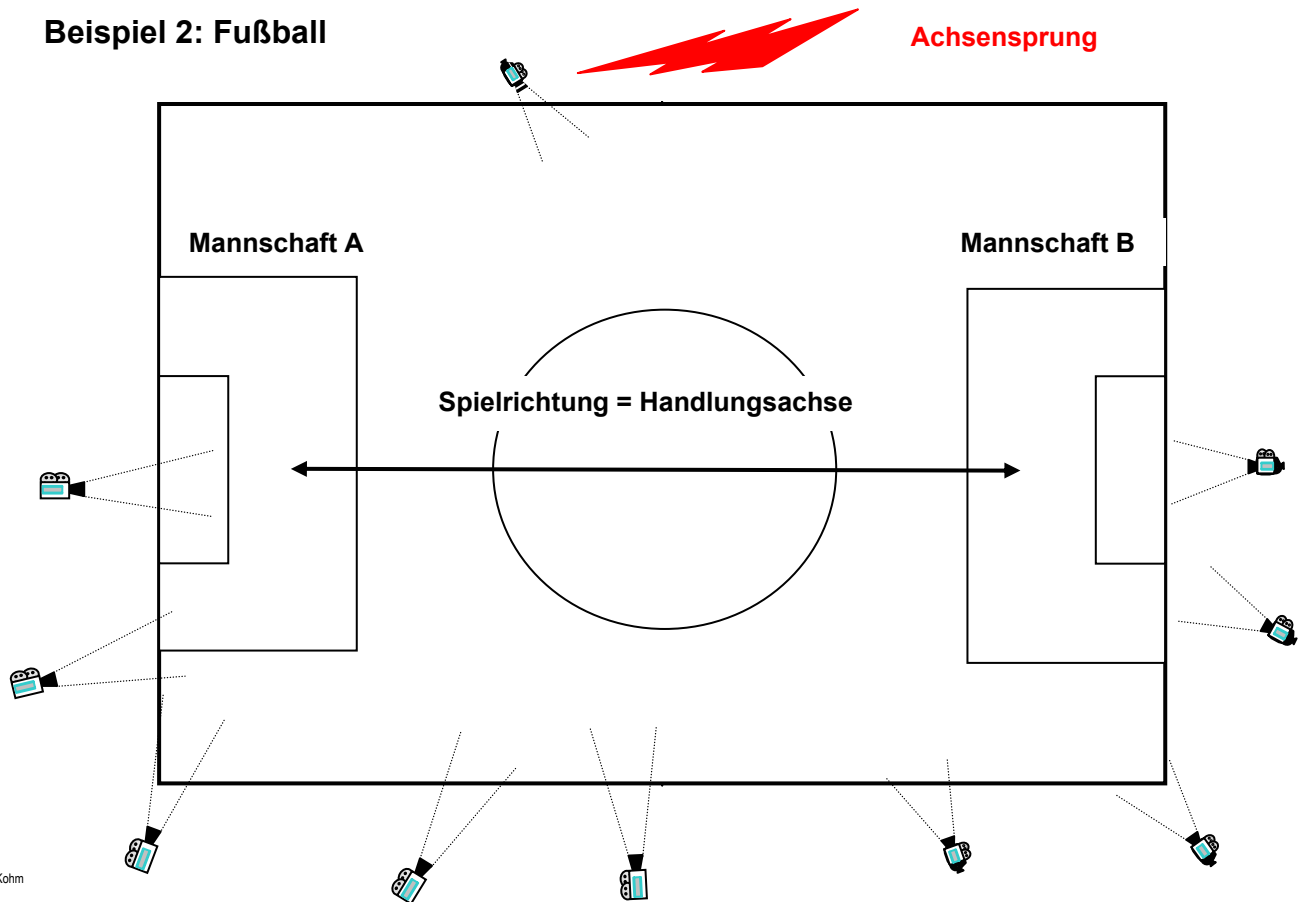 Beispiel 2: Fußball
Achsensprung
Mannschaft A
Mannschaft B
Spielrichtung = Handlungsachse
Kohm